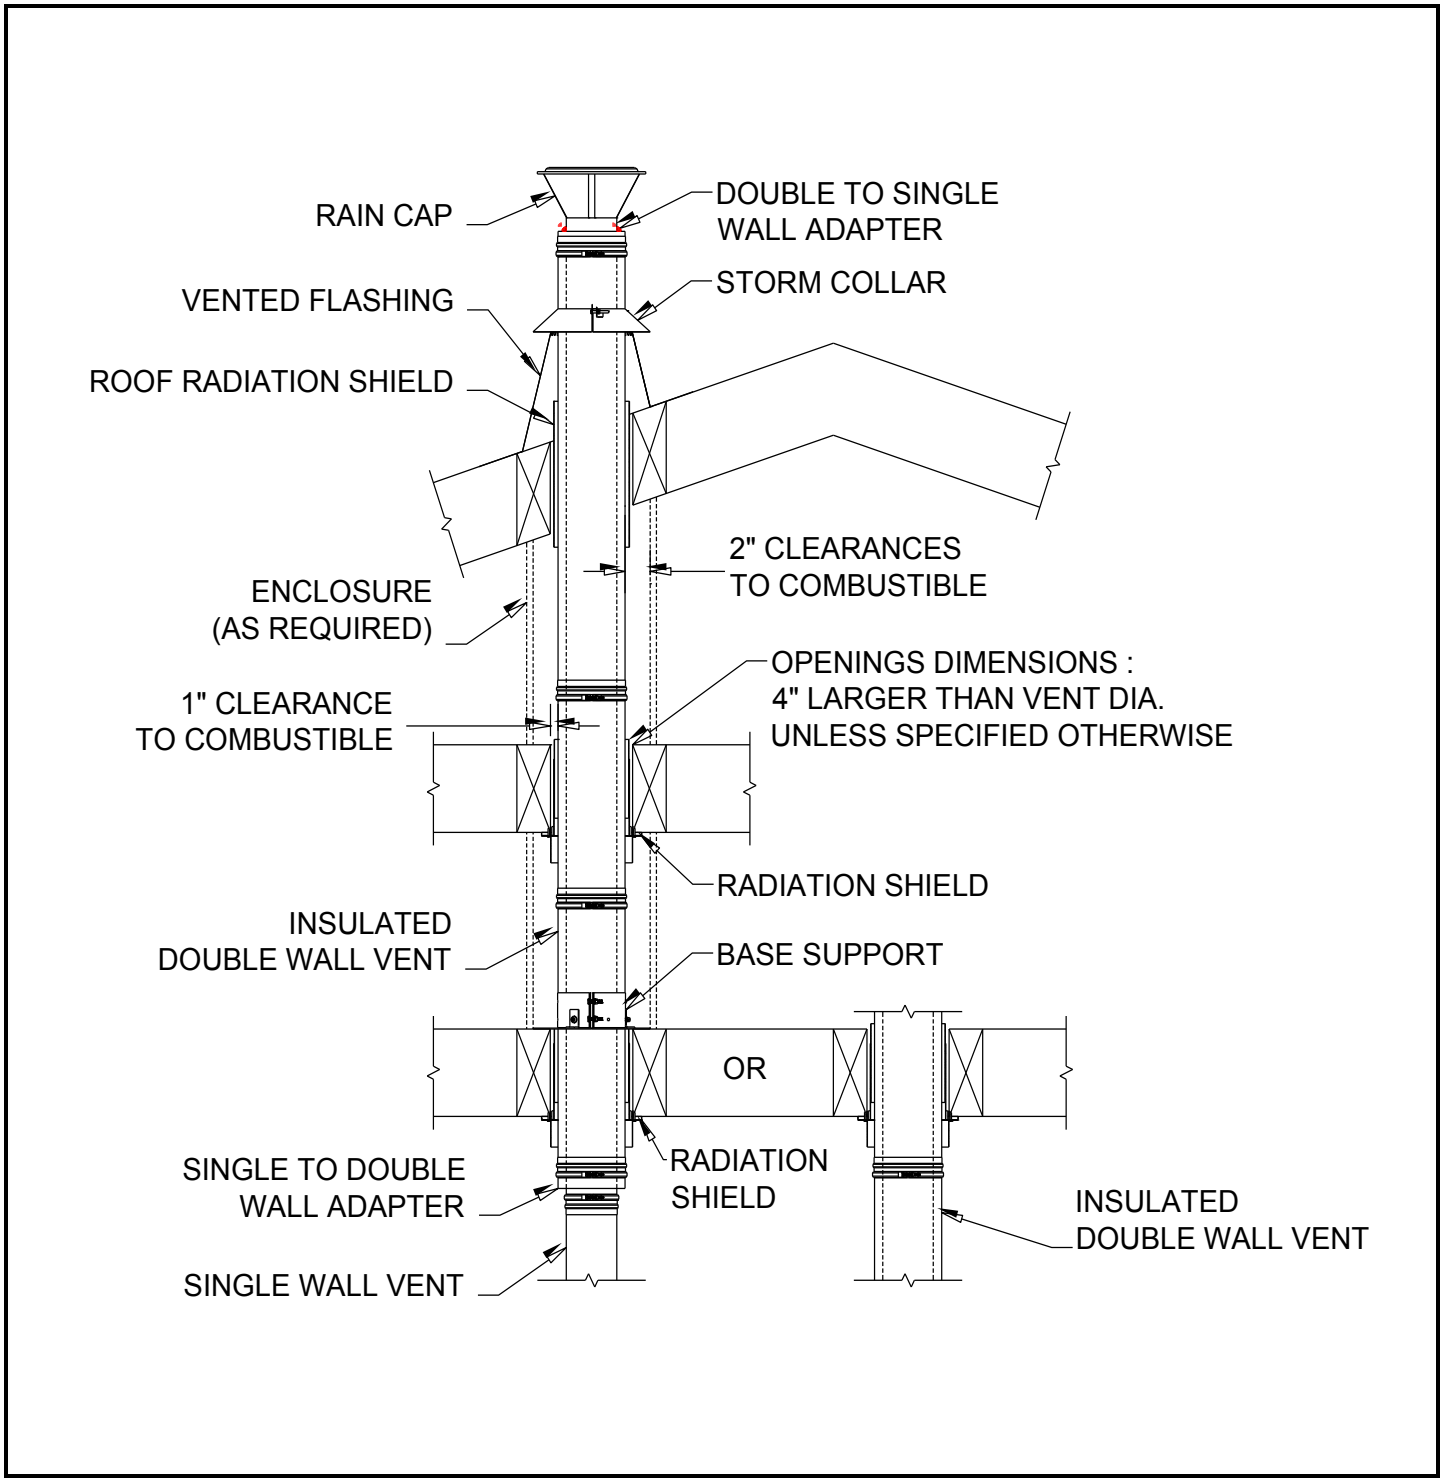 RAIN CAP
DOUBLE TO SINGLE
WALL ADAPTER
VENTED FLASHING
STORM COLLAR
ROOF RADIATION SHIELD
2" CLEARANCES
TO COMBUSTIBLE
ENCLOSURE
(AS REQUIRED)
OPENINGS DIMENSIONS :
4" LARGER THAN VENT DIA.
UNLESS SPECIFIED OTHERWISE
1" CLEARANCE
TO COMBUSTIBLE
RADIATION SHIELD
INSULATED
DOUBLE WALL VENT
BASE SUPPORT
OR
SINGLE TO DOUBLE
WALL ADAPTER
RADIATION
SHIELD
INSULATED
DOUBLE WALL VENT
SINGLE WALL VENT